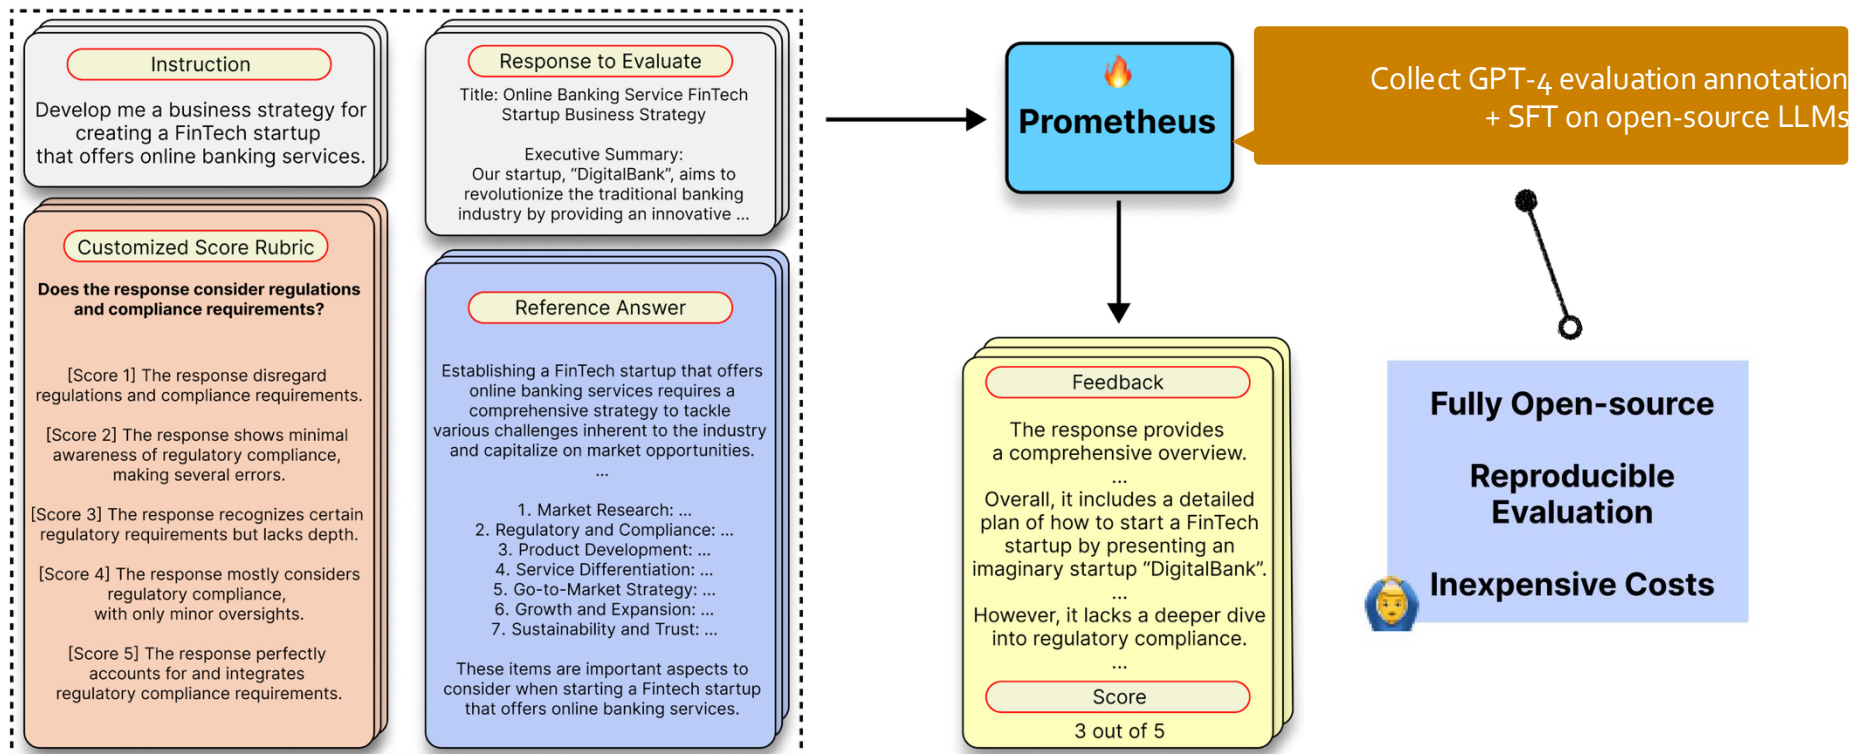 Instruction
Develop me a business strategy for
creating a FinTech startup
that offers online banking services.
Customized Score Rubric
Does the response consider regulations
and compliance requirements?
[Score 1] The response disregard
regulations and compliance requirements.
[Score 2] The response shows minimal
awareness of regulatory compliance,
making several errors.
[Score 3] The response recognizes certain
regulatory requirements but lacks depth.
[Score 4] The response mostly considers
regulatory compliance,
with only minor oversights.
[Score 5] The response perfectly
accounts for and integrates
regulatory compliance requirements.
Response to Evaluate
Title: Online Banking Service FinTech
Startup Business Strategy
Executive Summary:
Our startup, “DigitalBank”, aims to
revolutionize the traditional banking
industry by providing an innovative ...
Reference Answer
Establishing a FinTech startup that offers
online banking services requires a
comprehensive strategy to tackle
various challenges inherent to the industry
and capitalize on market opportunities.
...
1. Market Research: ...
2. Regulatory and Compliance: ...
3. Product Development: ...
4. Service Differentiation: ...
5. Go-to-Market Strategy: ...
6. Growth and Expansion: ...
7. Sustainability and Trust: ...
These items are important aspects to
consider when starting a Fintech startup
that offers online banking services.
Prometheus
Collect GPT-4 evaluation annotation
+ SFT on open-source LLMs
Feedback
The response provides
a comprehensive overview.
...
Overall, it includes a detailed
plan of how to start a FinTech
startup by presenting an
imaginary startup “DigitalBank”.
...
However, it lacks a deeper dive
into regulatory compliance.
...
Score
3 out of 5
Fully Open-source
Reproducible
Evaluation
Inexpensive Costs